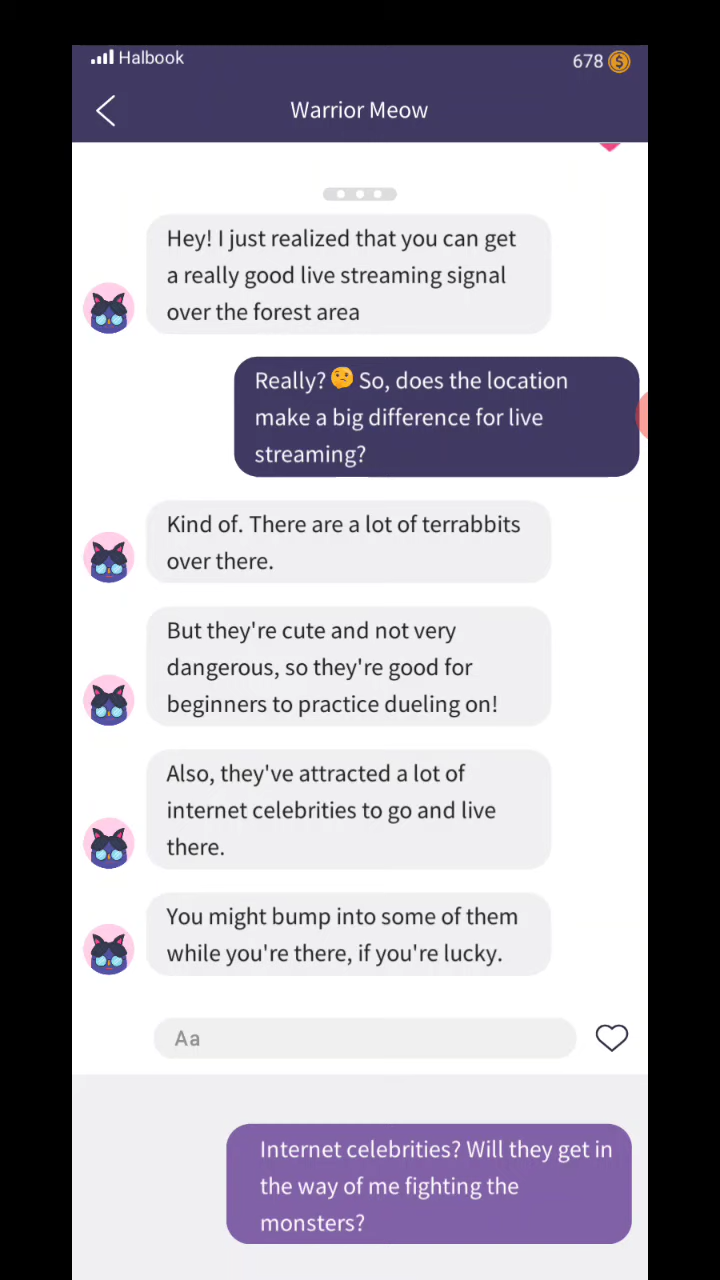 Halbook
678
Warrior Meow
Hey! I just realized that you can get
a really good live streaming signal
over the forest area
Really? 🤔 So, does the location
make a big difference for live
streaming?
Kind of. There are a lot of terrabbits
over there.
But they're cute and not very
dangerous, so they're good for
beginners to practice dueling on!
Also, they've attracted a lot of
internet celebrities to go and live
there.
You might bump into some of them
while you're there, if you're lucky.
Aa
Internet celebrities? Will they get in
the way of me fighting the
monsters?